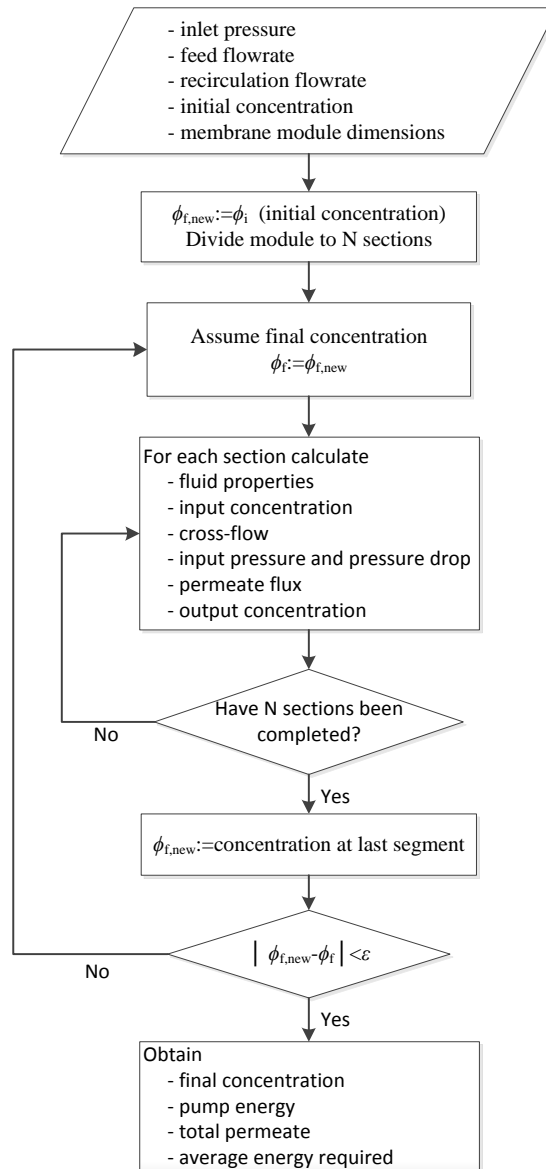 - inlet pressure
- feed flowrate
- recirculation flowrate
- initial concentration
- membrane module dimensions
ϕf,new:=ϕi (initial concentration)
Divide module to N sections
Assume final concentration
ϕf:=ϕf,new
For each section calculate
- fluid properties
- input concentration
- cross-flow
- input pressure and pressure drop
- permeate flux
- output concentration
Have N sections been
completed?
No
Yes
ϕf,new:=concentration at last segment
| ϕf,new-ϕf | <ε
No
Yes
Obtain
- final concentration
- pump energy
- total permeate
- average energy required